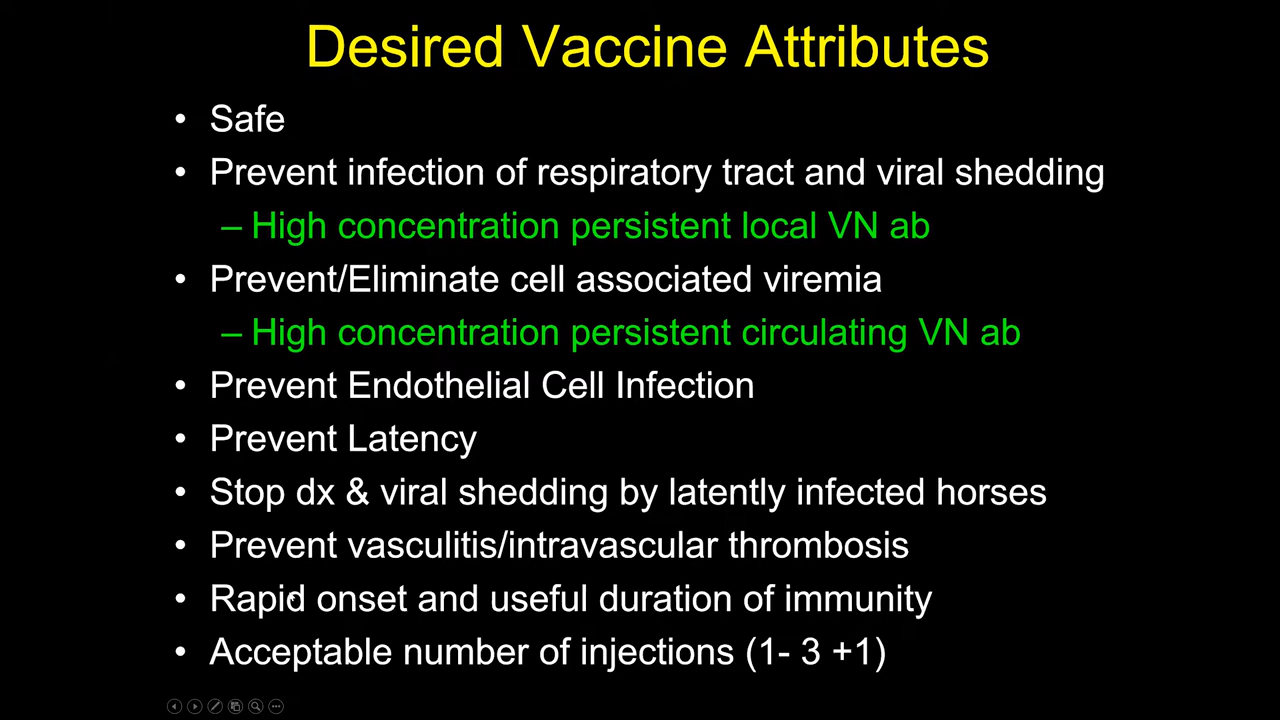 Desired Vaccine Attributes
• Safe
• Prevent infection of respiratory tract and viral shedding
– High concentration persistent local VN ab
• Prevent/Eliminate cell associated viremia
– High concentration persistent circulating VN ab
• Prevent Endothelial Cell Infection
• Prevent Latency
• Stop dx & viral shedding by latently infected horses
• Prevent vasculitis/intravascular thrombosis
• Rapid onset and useful duration of immunity
• Acceptable number of injections (1- 3 +1)